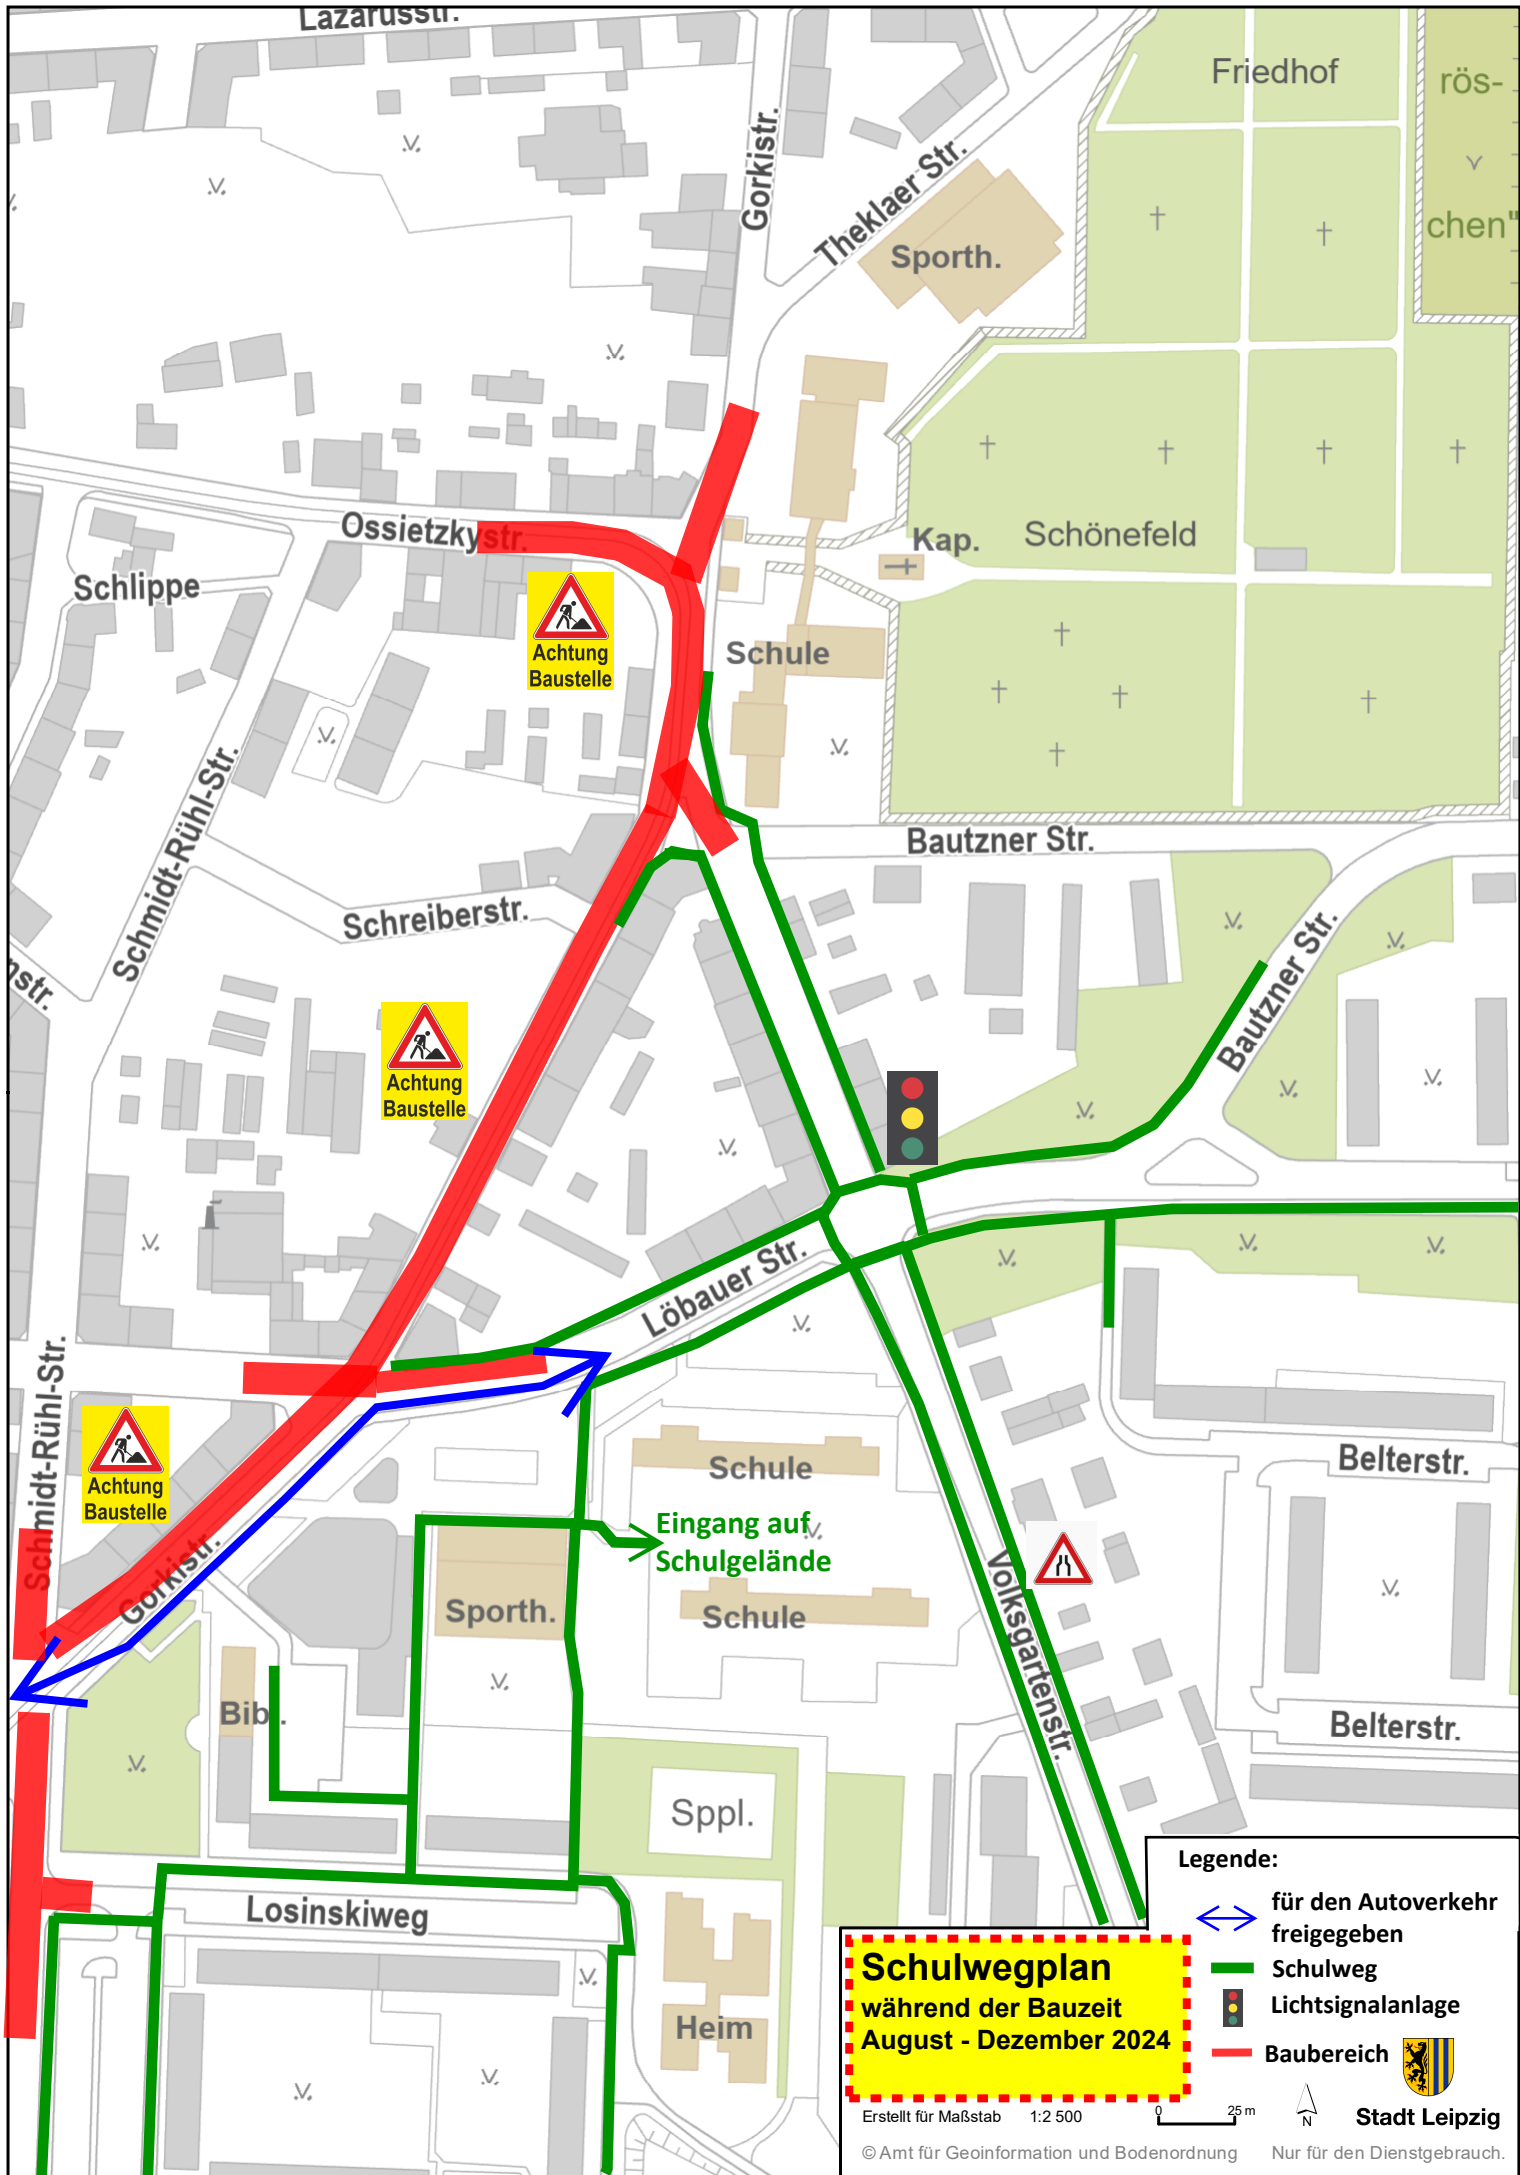 Lazarusstr.
Friedhof
rös-
chen"
Gorkistr.
Theklaer Str.
Sporth.
Ossietzkystr.
Schlippe
Kap.
Schönefeld
Achtung
Baustelle
Schule
Schmidt-Rühl-Str.
Bautzner Str.
Schreiberstr.
nstr.
Bautzner Str.
Achtung
Baustelle
Löbauer Str.
Schmidt-Rühl-Str.
Achtung
Baustelle
Schule
Belterstr.
Eingang auf
Schulgelände
Gorkistr.
Sporth.
Schule
Volksgartenstr.
Bibl.
Belterstr.
Sppl.
Losinskiweg
Heim
Legende:
für den Autoverkehr
freigegeben
Schulweg
Lichtsignalanlage
Baubereich
Schulwegplan
während der Bauzeit
August - Dezember 2024
Erstellt für Maßstab 1:2 500
0 25 m
N
Stadt Leipzig
© Amt für Geoinformation und Bodenordnung Nur für den Dienstgebrauch.